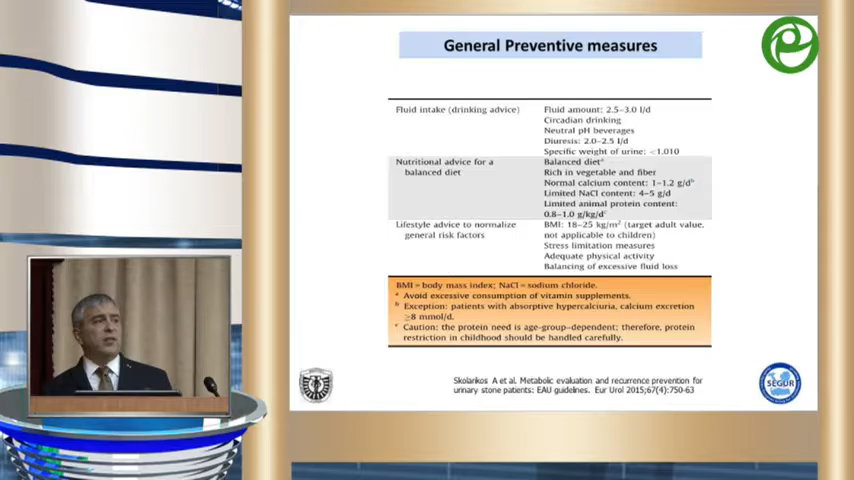 General Preventive measures
Fluid intake (drinking advice)
Fluid amount: 2.5–3.0 l/d
Circadian drinking
Neutral pH beverages
Diuresis: 2.0–2.5 l/d
Specific weight of urine: <1.010
Nutritional advice for a
balanced diet
Balanced dietᵃ
Rich in vegetable and fiber
Normal calcium content: 1–1.2 g/dᵇ
Limited NaCl content: 4–5 g/d
Limited animal protein content:
0.8–1.0 g/kg/dᶜ
Lifestyle advice to normalize
general risk factors
BMI: 18–25 kg/m² (target adult value,
not applicable to children)
Stress limitation measures
Adequate physical activity
Balancing of excessive fluid loss
BMI = body mass index; NaCl = sodium chloride.
ᵃ Avoid excessive consumption of vitamin supplements.
ᵇ Exception: patients with absorptive hypercalciuria, calcium excretion
≥8 mmol/d.
ᶜ Caution: the protein need is age-group–dependent; therefore, protein
restriction in childhood should be handled carefully.
Skolarikos A et al. Metabolic evaluation and recurrence prevention for
urinary stone patients: EAU guidelines. Eur Urol 2015;67(4):750-63
SEGUR